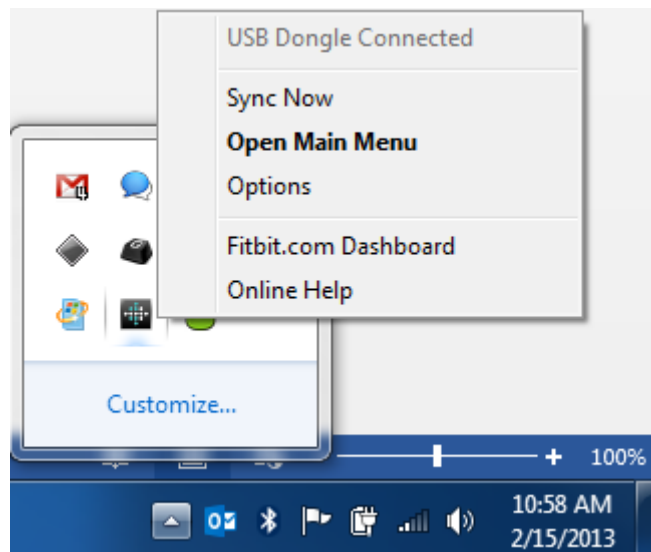 USB Dongle Connected
Sync Now
Open Main Menu
Options
Fitbit.com Dashboard
Online Help
Customize...
100%
10:58 AM
2/15/2013